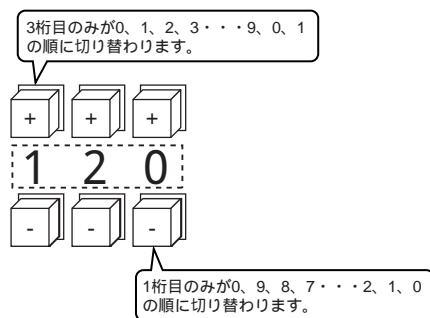 3桁目のみが0、1、2、3・・・9、0、1
の順に切り替わります。
+ + +
1 2 0
- - -
1桁目のみが0、9、8、7・・・2、1、0
の順に切り替わります。